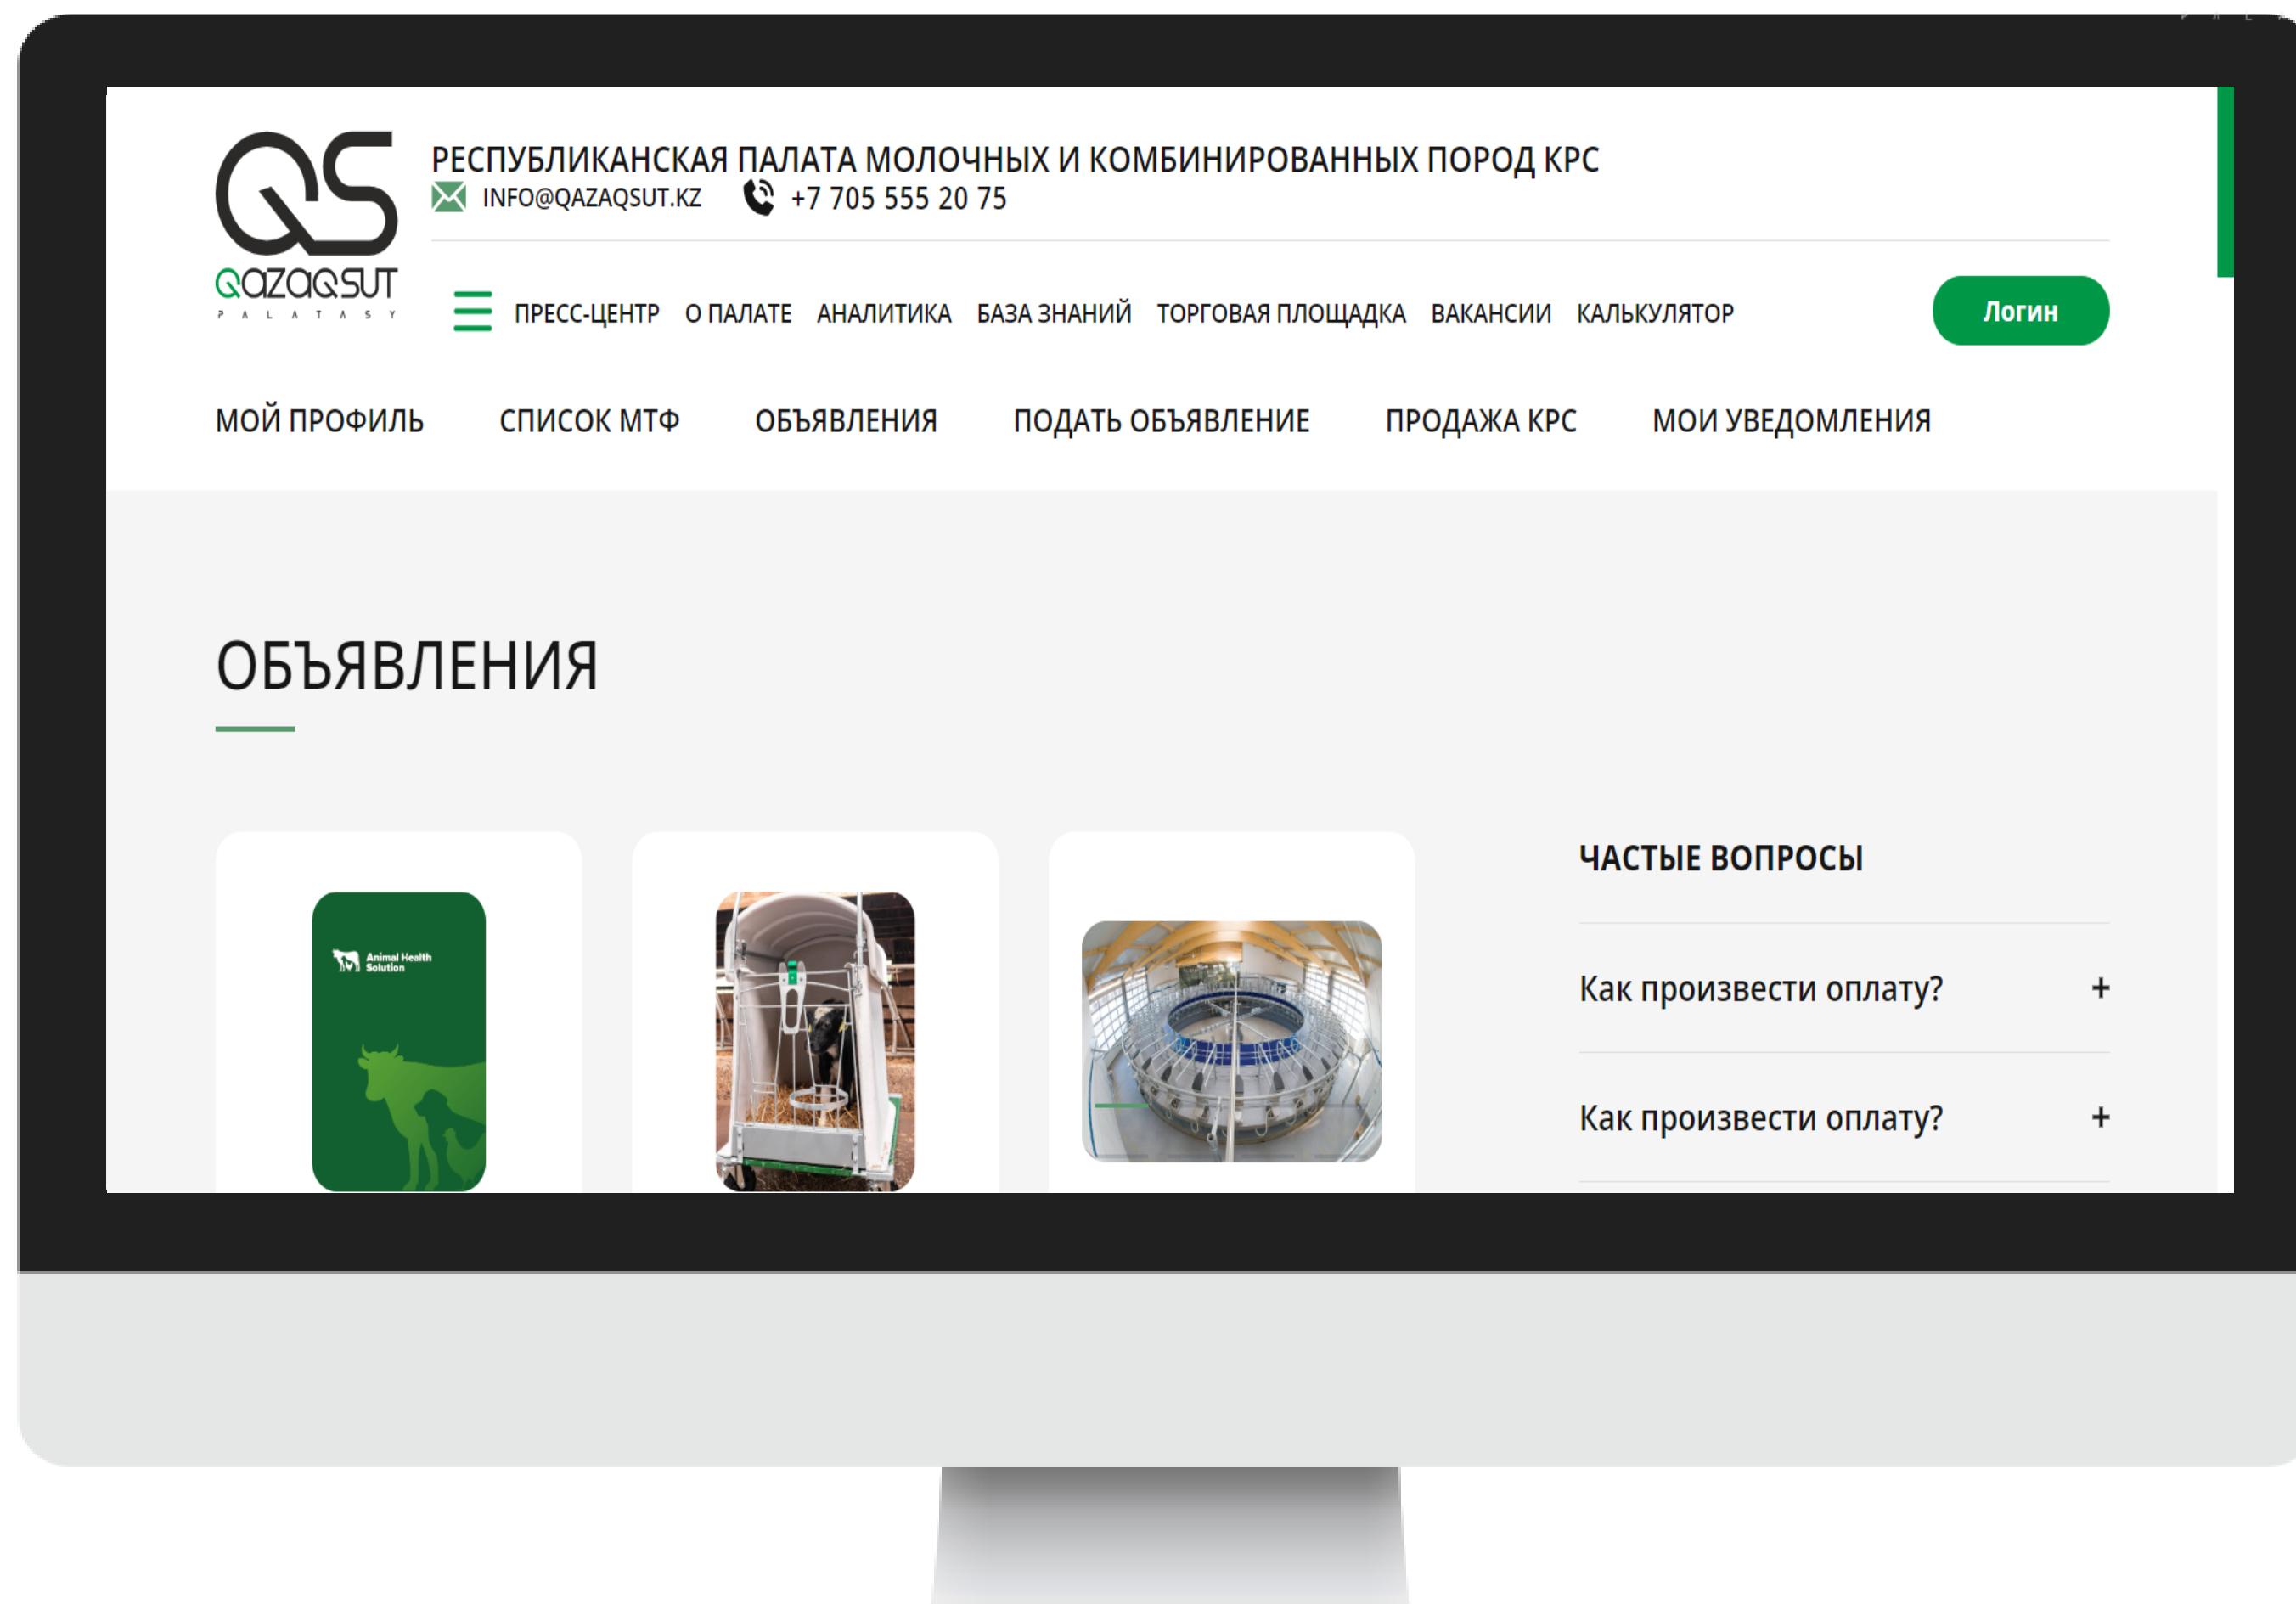 QS
QAZAQSUT
PALATASY
РЕСПУБЛИКАНСКАЯ ПАЛАТА МОЛОЧНЫХ И КОМБИНИРОВАННЫХ ПОРОД КРС
INFO@QAZAQSUT.KZ +7 705 555 20 75
ПРЕСС-ЦЕНТР О ПАЛАТЕ АНАЛИТИКА БАЗА ЗНАНИЙ ТОРГОВАЯ ПЛОЩАДКА ВАКАНСИИ КАЛЬКУЛЯТОР Логин
МОЙ ПРОФИЛЬ СПИСОК МТФ ОБЪЯВЛЕНИЯ ПОДАТЬ ОБЪЯВЛЕНИЕ ПРОДАЖА КРС МОИ УВЕДОМЛЕНИЯ
ОБЪЯВЛЕНИЯ
Animal Health
Solution
ЧАСТЫЕ ВОПРОСЫ
Как произвести оплату? +
Как произвести оплату? +